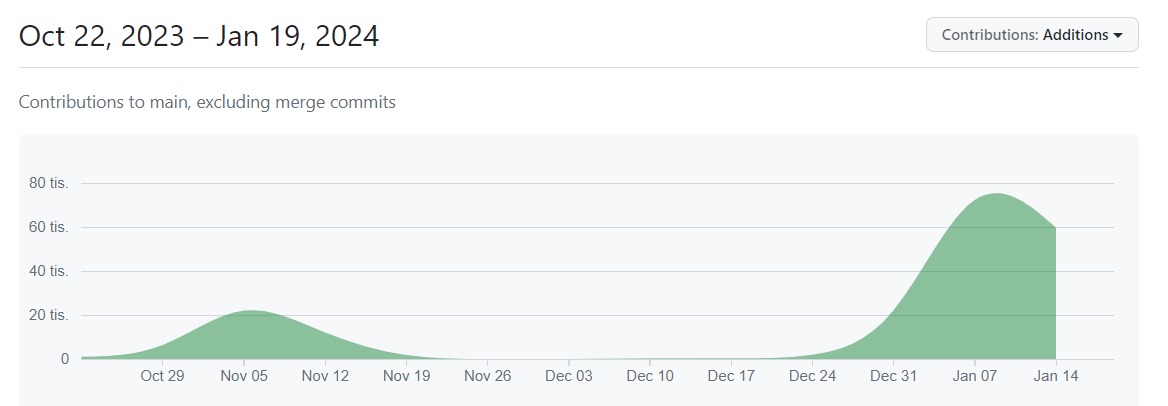 Oct 22, 2023 – Jan 19, 2024
Contributions: Additions
Contributions to main, excluding merge commits
80 tis.
60 tis.
40 tis.
20 tis.
0
Oct 29 Nov 05 Nov 12 Nov 19 Nov 26 Dec 03 Dec 10 Dec 17 Dec 24 Dec 31 Jan 07 Jan 14